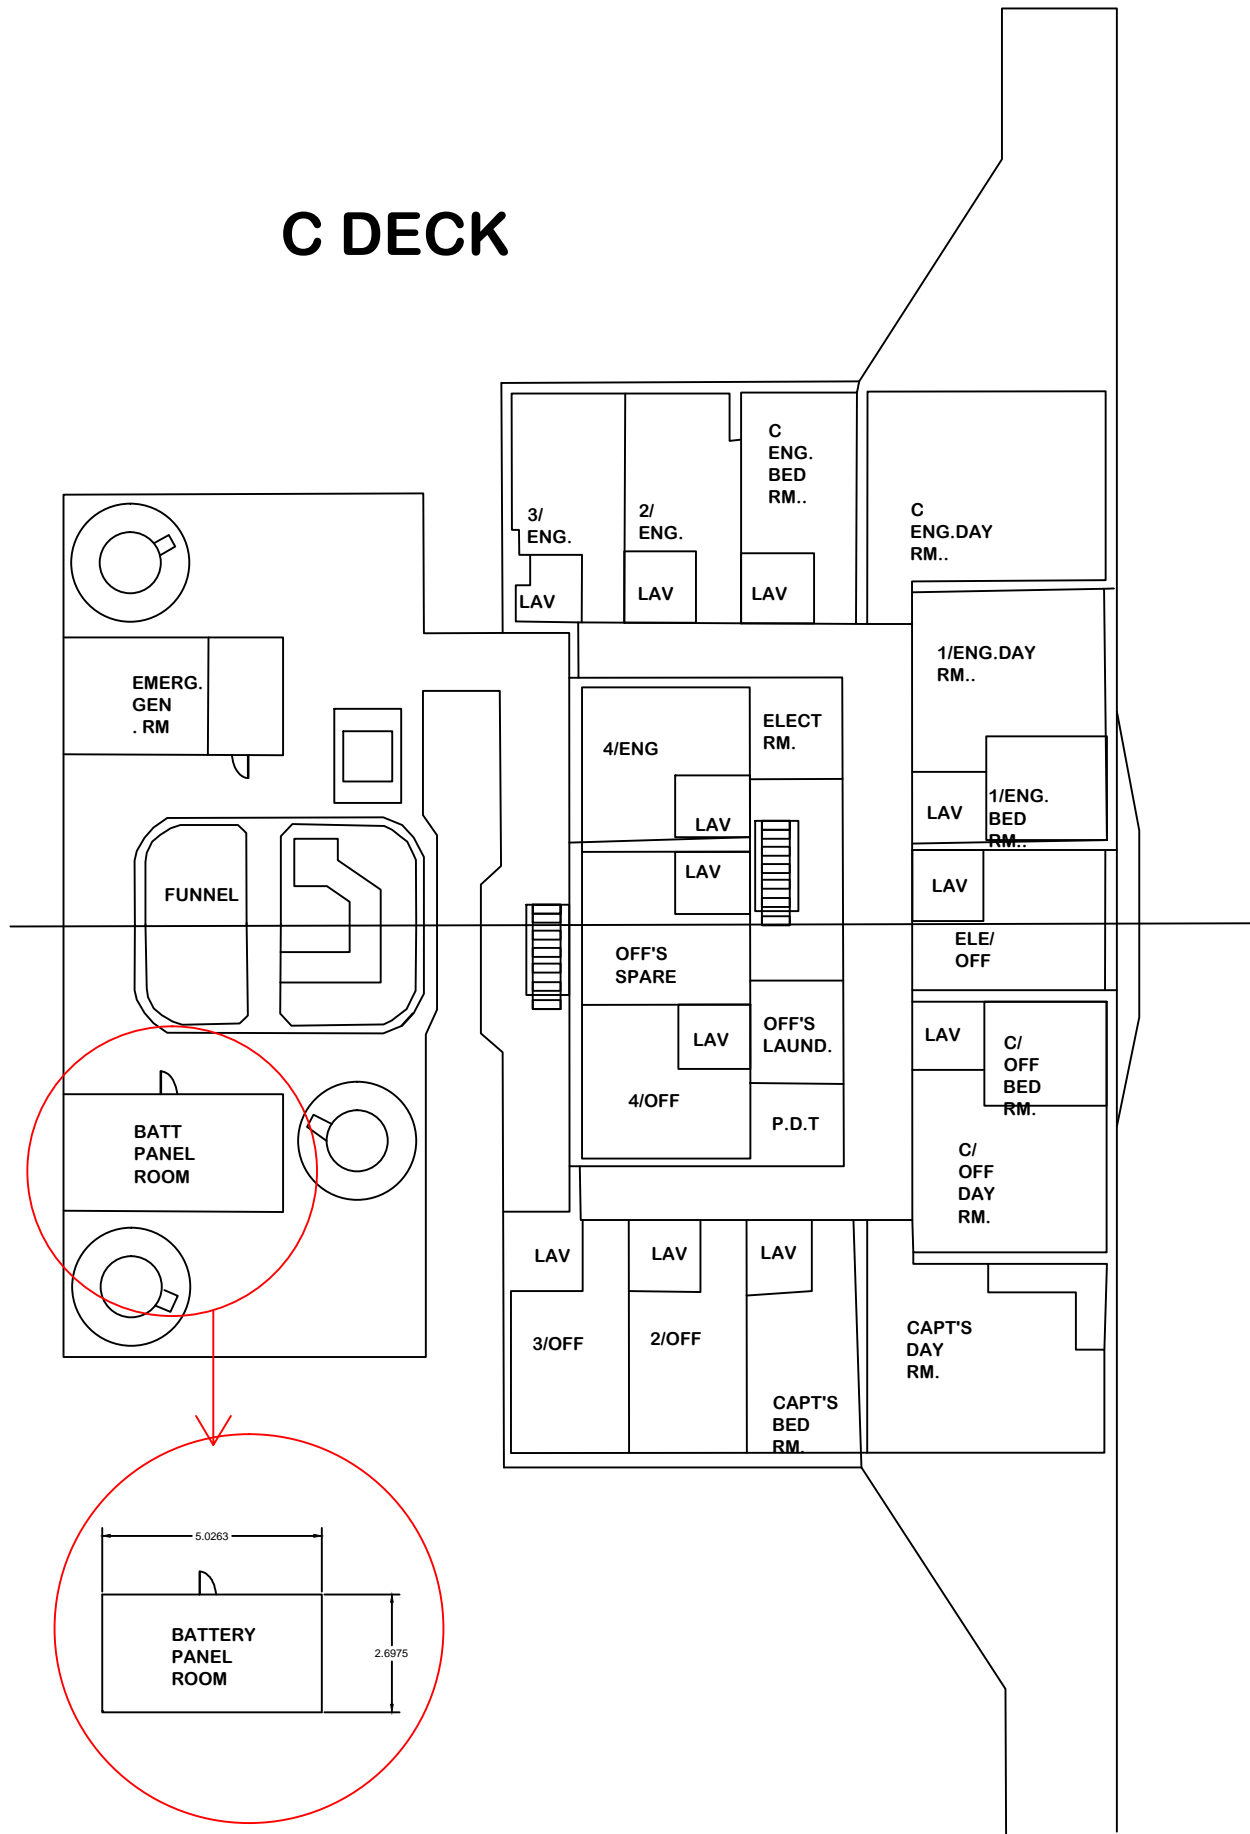 C DECK
C
ENG.
BED
RM..
3/
ENG.
2/
ENG.
C
ENG.DAY
RM..
LAV
LAV
LAV
EMERG.
GEN
. RM
1/ENG.DAY
RM..
4/ENG
ELECT
RM.
LAV
LAV
1/ENG.
BED
RM..
FUNNEL
LAV
LAV
OFF'S
SPARE
ELE/
OFF
LAV
OFF'S
LAUND.
LAV
C/
OFF
BED
RM.
4/OFF
P.D.T
BATT
PANEL
ROOM
C/
OFF
DAY
RM.
LAV
LAV
LAV
3/OFF
2/OFF
CAPT'S
DAY
RM.
CAPT'S
BED
RM.
5.0263
BATTERY
PANEL
ROOM
2.6975